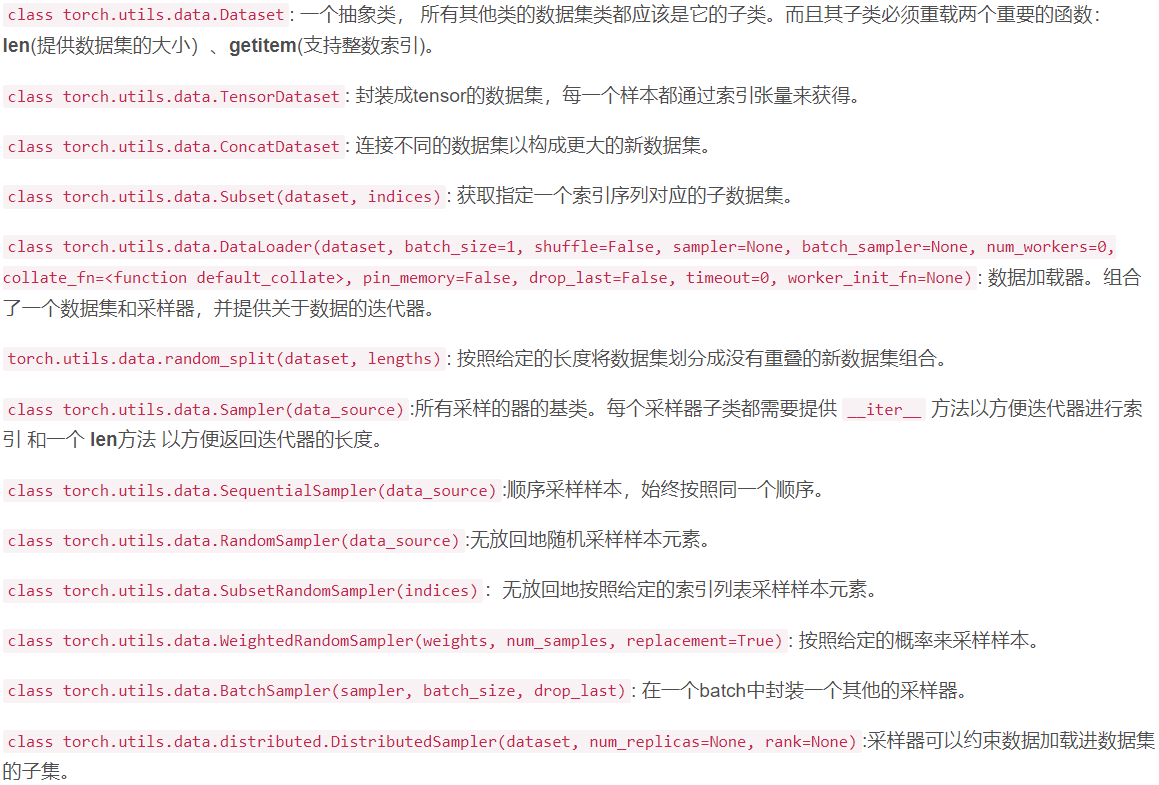 class torch.utils.data.Dataset: 一个抽象类， 所有其他类的数据集类都应该是它的子类。而且其子类必须重载两个重要的函数：
len(提供数据集的大小）、getitem(支持整数索引)。
class torch.utils.data.TensorDataset: 封装成tensor的数据集，每一个样本都通过索引张量来获得。
class torch.utils.data.ConcatDataset: 连接不同的数据集以构成更大的新数据集。
class torch.utils.data.Subset(dataset, indices): 获取指定一个索引序列对应的子数据集。
class torch.utils.data.DataLoader(dataset, batch_size=1, shuffle=False, sampler=None, batch_sampler=None, num_workers=0,
collate_fn=<function default_collate>, pin_memory=False, drop_last=False, timeout=0, worker_init_fn=None): 数据加载器。组合
了一个数据集和采样器，并提供关于数据的迭代器。
torch.utils.data.random_split(dataset, lengths): 按照给定的长度将数据集划分成没有重叠的新数据集组合。
class torch.utils.data.Sampler(data_source):所有采样的器的基类。每个采样器子类都需要提供 __iter__ 方法以方便迭代器进行索
引 和一个 len方法 以方便返回迭代器的长度。
class torch.utils.data.SequentialSampler(data_source):顺序采样样本，始终按照同一个顺序。
class torch.utils.data.RandomSampler(data_source):无放回地随机采样样本元素。
class torch.utils.data.SubsetRandomSampler(indices)： 无放回地按照给定的索引列表采样样本元素。
class torch.utils.data.WeightedRandomSampler(weights, num_samples, replacement=True): 按照给定的概率来采样样本。
class torch.utils.data.BatchSampler(sampler, batch_size, drop_last): 在一个batch中封装一个其他的采样器。
class torch.utils.data.distributed.DistributedSampler(dataset, num_replicas=None, rank=None):采样器可以约束数据加载进数据集
的子集。